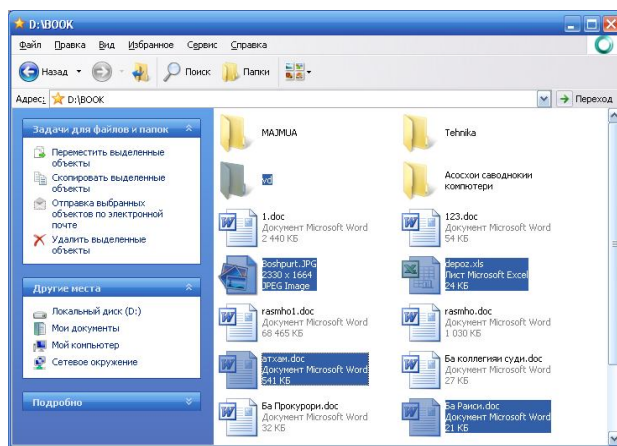 D:\BOOK
Файл Правка Вид Избранное Сервис Справка
Назад Поиск Папки
Адрес: D:\BOOK Переход
Задачи для файлов и папок
Переместить выделенные
объекты
Скопировать выделенные
объекты
Отправка выбранных
объектов по электронной
почте
Удалить выделенные
объекты
Другие места
Локальный диск (D:)
Мои документы
Мой компьютер
Сетевое окружение
Подробно
MAJMUA
Tehnika
vd
Асосхои саводнокии
компютери
1.doc
Документ Microsoft Word
2 440 КБ
123.doc
Документ Microsoft Word
54 КБ
Boshpurt.JPG
2330 x 1664
JPEG Image
depoz.xls
Лист Microsoft Excel
24 КБ
rasmho1.doc
Документ Microsoft Word
68 465 КБ
rasmho.doc
Документ Microsoft Word
1 030 КБ
атхам.doc
Документ Microsoft Word
541 КБ
Ба коллегияи суди.doc
Документ Microsoft Word
27 КБ
Ба Прокурори.doc
Документ Microsoft Word
32 КБ
Ба Раиси.doc
Документ Microsoft Word
21 КБ